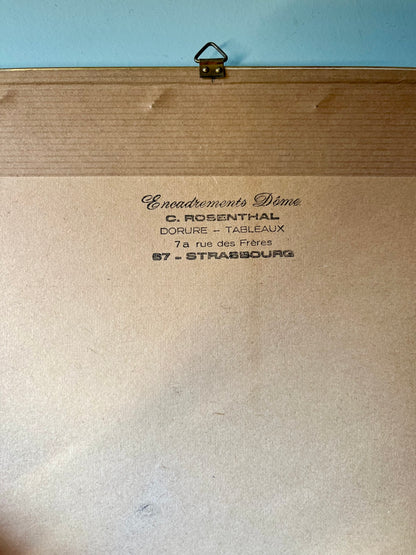 Encadrements Dôme
C. ROSENTHAL
DORURE - TABLEAUX
7a rue des Frères
67 - STRASBOURG